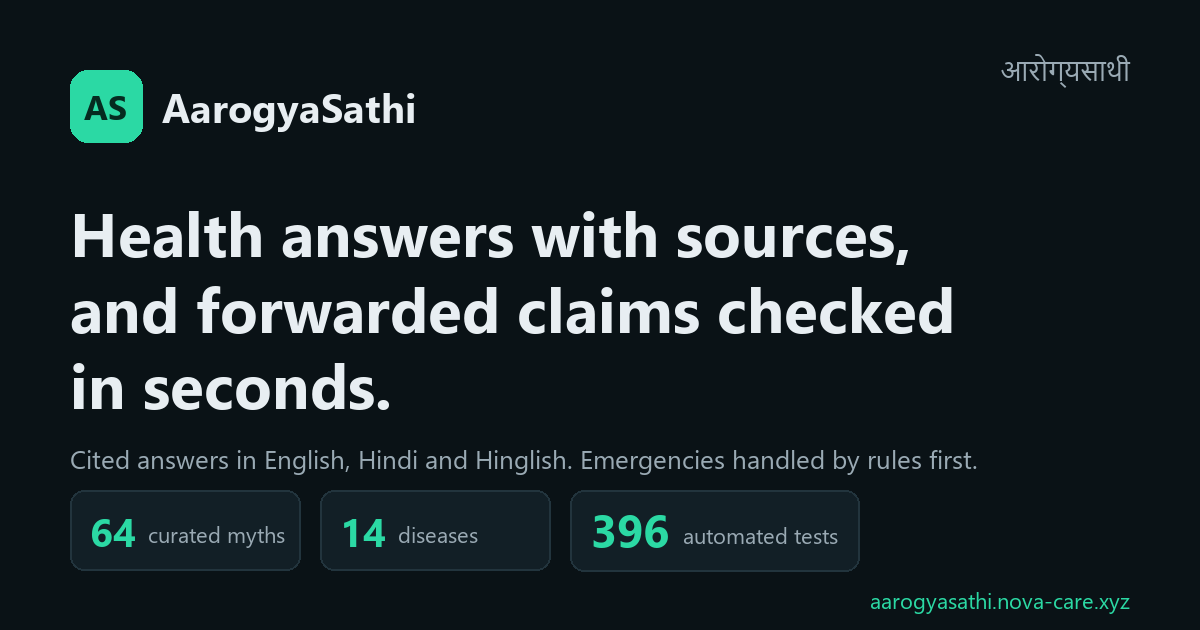 आरोग्यसाथी
AS AarogyaSathi
Health answers with sources,
and forwarded claims checked
in seconds.
Cited answers in English, Hindi and Hinglish. Emergencies handled by rules first.
64 curated myths 14 diseases 396 automated tests
aarogyasathi.nova-care.xyz